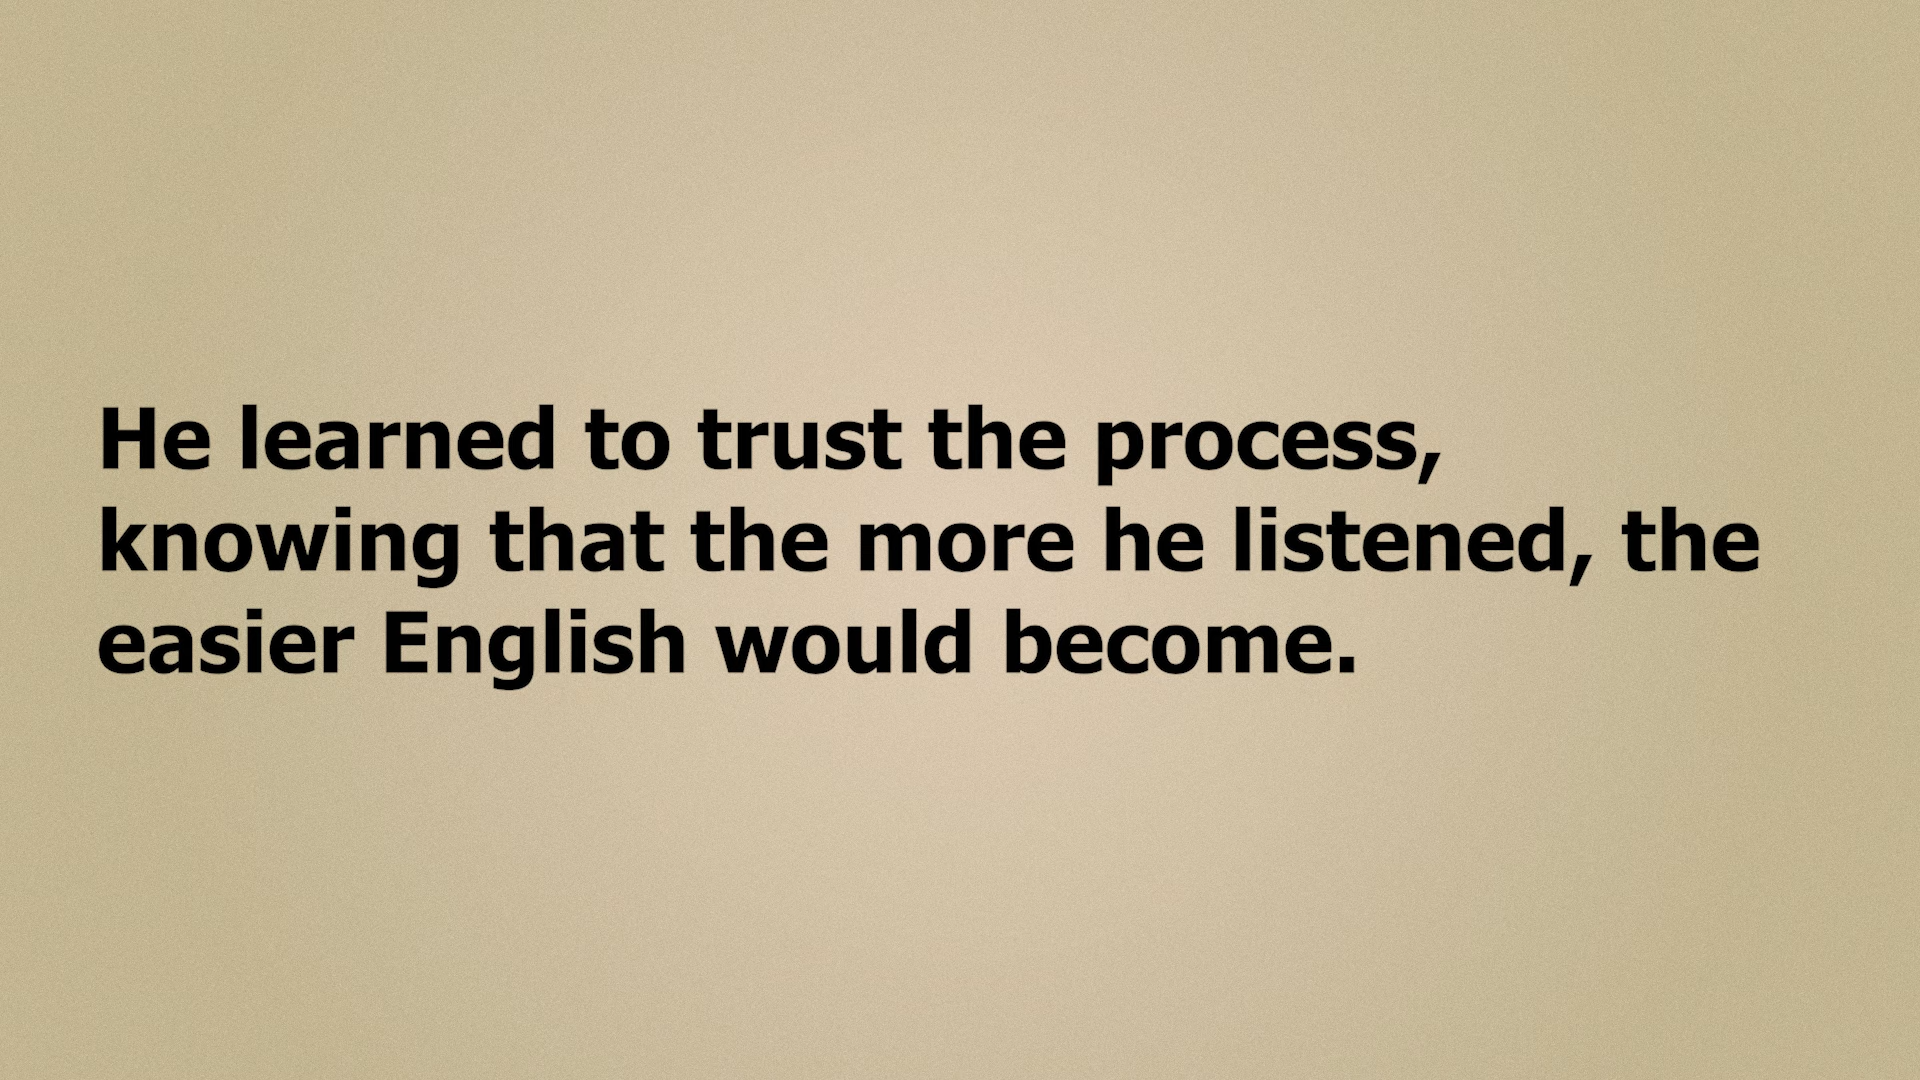 He learned to trust the process,
knowing that the more he listened, the
easier English would become.